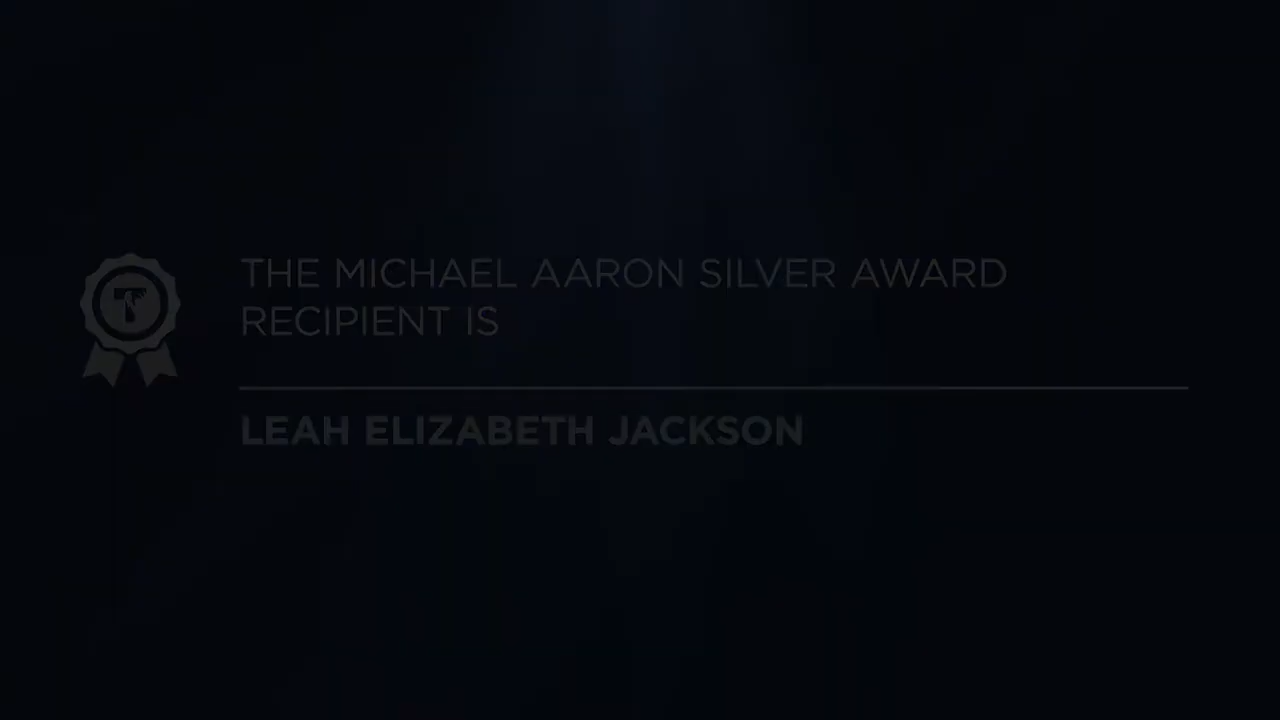 THE MICHAEL AARON SILVER AWARD
RECIPIENT IS
LEAH ELIZABETH JACKSON